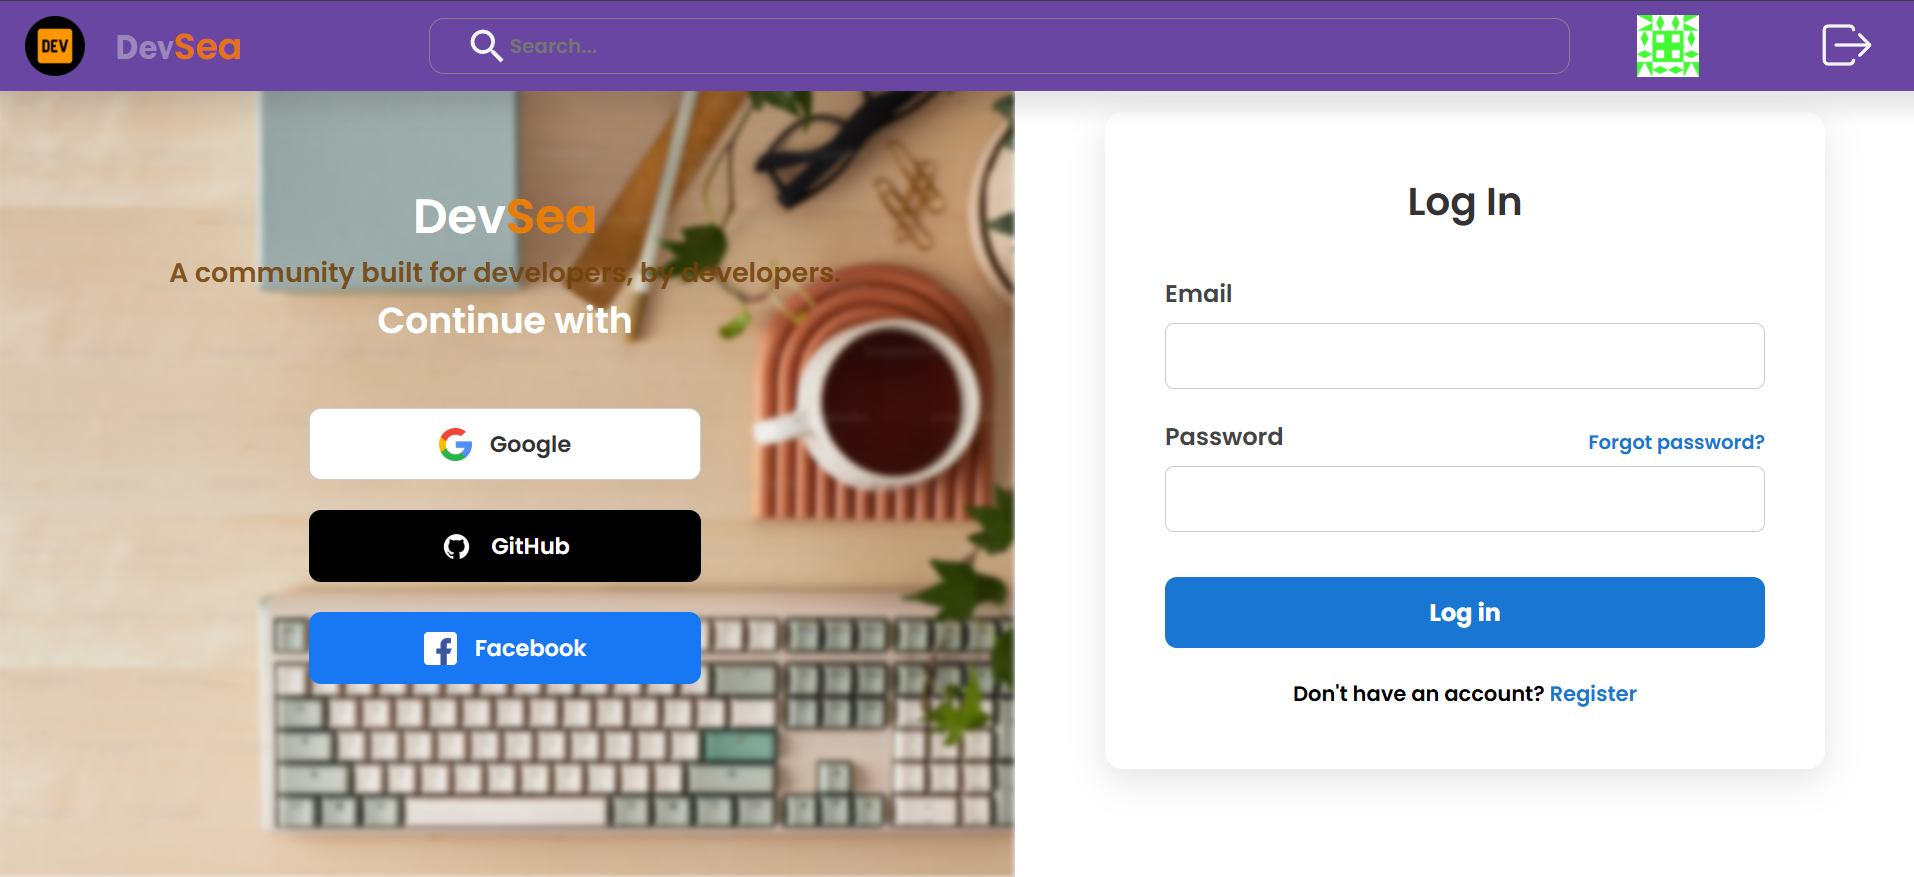 DEV
DevSea
Search...
DevSea
A community built for developers, by developers.
Continue with
Google
GitHub
Facebook
Log In
Email
Password
Forgot password?
Log in
Don't have an account? Register